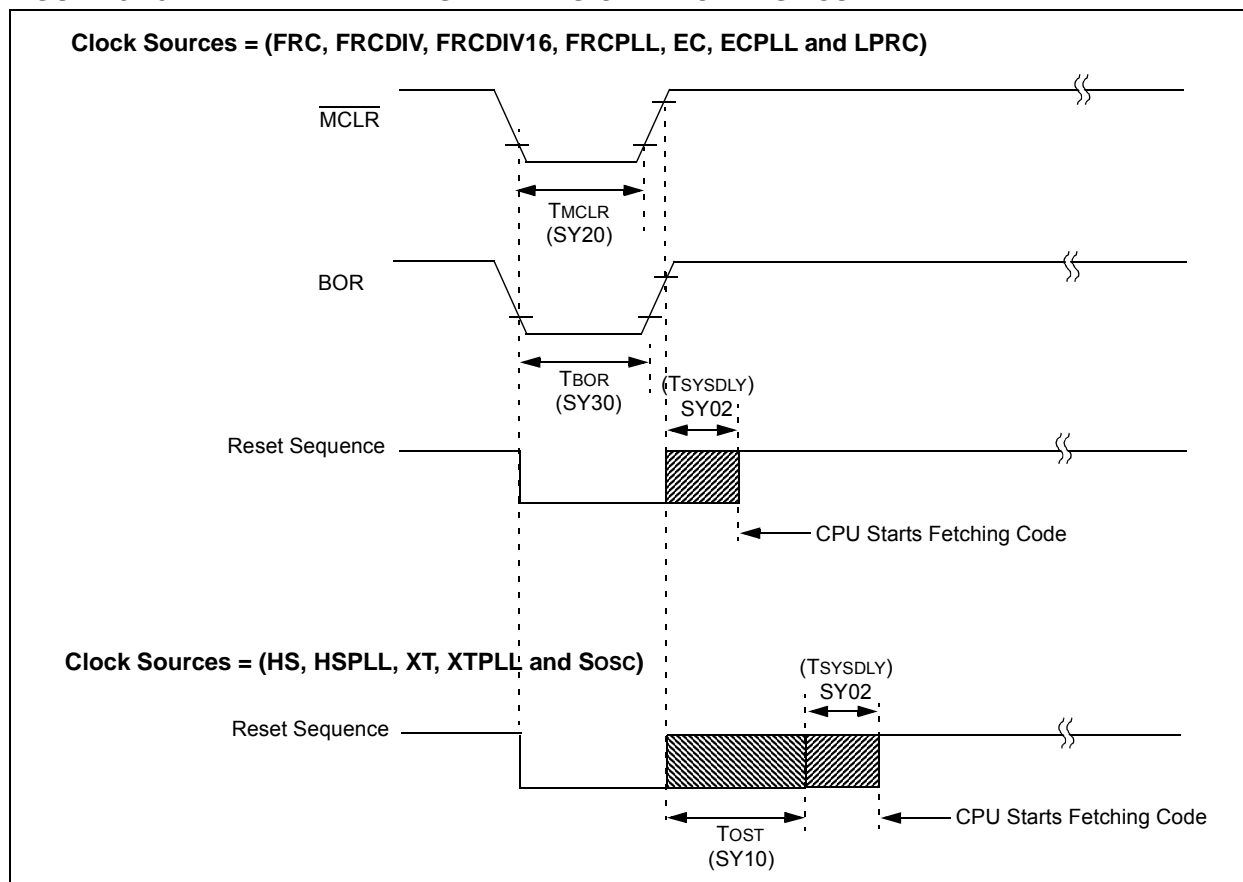 Clock Sources = (FRC, FRCDIV, FRCDIV16, FRCPLL, EC, ECPLL and LPRC)
MCLR
TMCLR
(SY20)
BOR
TBOR
(SY30)
(TSYSDLY)
SY02
Reset Sequence
CPU Starts Fetching Code
Clock Sources = (HS, HSPLL, XT, XTPLL and SOSC)
(TSYSDLY)
SY02
Reset Sequence
CPU Starts Fetching Code
TOST
(SY10)